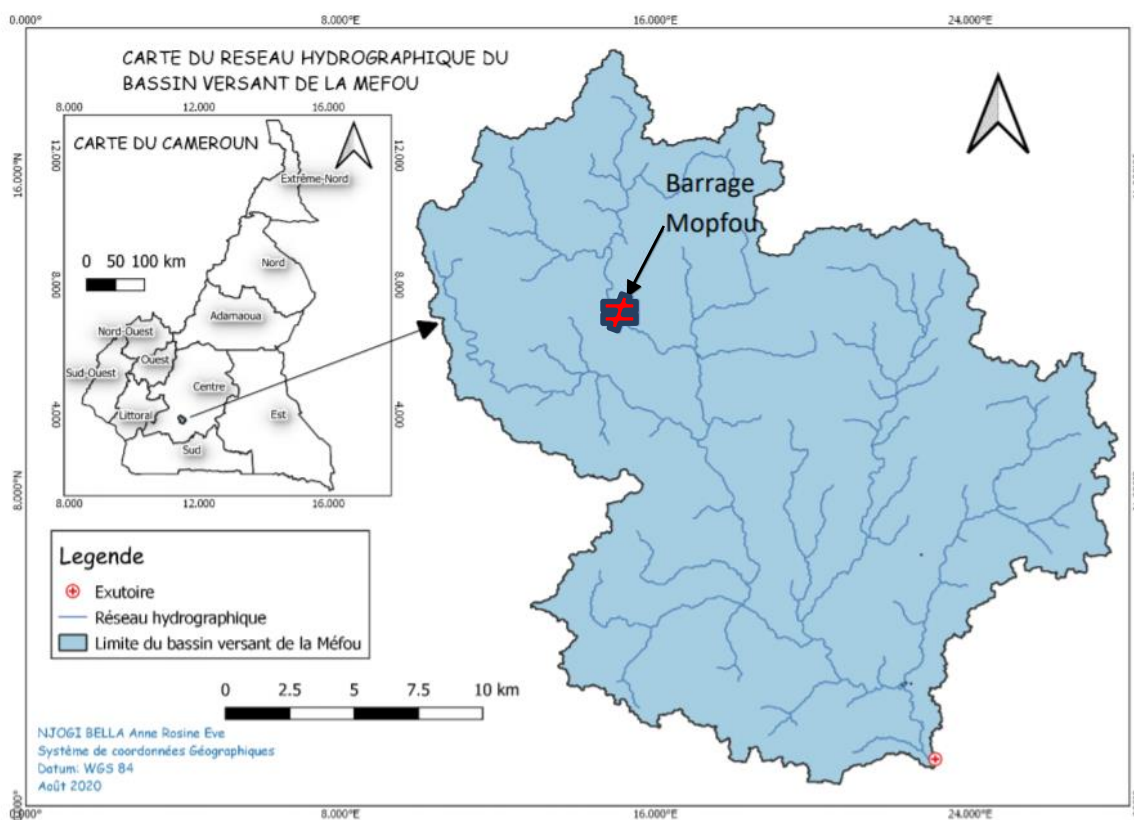 0.000°
8.000°E
16.000°E
24.000°E
CARTE DU RESEAU HYDROGRAPHIQUE DU
BASSIN VERSANT DE LA MEFOU
8.000
12.000
16.000
CARTE DU CAMEROUN
12.000
12.000
16.000°N
Extrême-Nord
Barrage
Mopfou
0 50 100 km
Nord
8.000
8.000
Adamaoua
Nord-Ouest
Ouest
Sud-Ouest
Centre
Littoral
Est
4.000
4.000
Sud
8.000
12.000
16.000
8.000°N
Legende
Exutoire
Réseau hydrographique
Limite du bassin versant de la Méfou
0 2.5 5 7.5 10 km
NJOGI BELLA Anne Rosine Eve
Système de coordonnées Géographiques
Datum: WGS 84
Août 2020
8.000°E
16.000°E
24.000°E